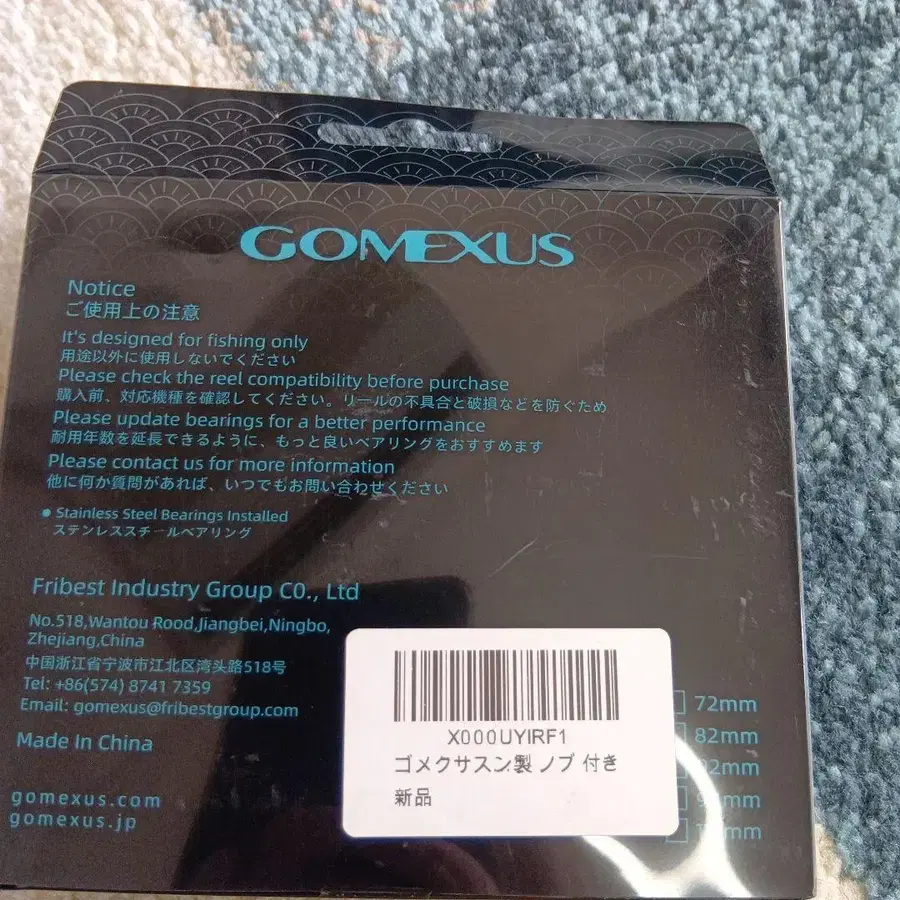 GOMEXUS
Notice
ご使用上の注意
It's designed for fishing only
用途以外に使用しないでください
Please check the reel compatibility before purchase
購入前、対応機種を確認してください。リールの不具合と破損などを防ぐため
Please update bearings for a better performance
耐用年数を延長できるように、もっと良いベアリングをおすすめます
Please contact us for more information
他に何か質問があれば、いつでもお問い合わせください
● Stainless Steel Bearings Installed
ステンレススチールベアリング
Fribest Industry Group CO., Ltd
No.518,Wantou Rood,Jiangbei,Ningbo,
Zhejiang,China
中国浙江省宁波市江北区湾头路518号
Tel: +86(574) 8741 7359
Email: gomexus@fribestgroup.com
Made In China
gomexus.com
gomexus.jp
X000UYIRF1
ゴメクサスン製 ノブ 付き
新品
72mm
82mm